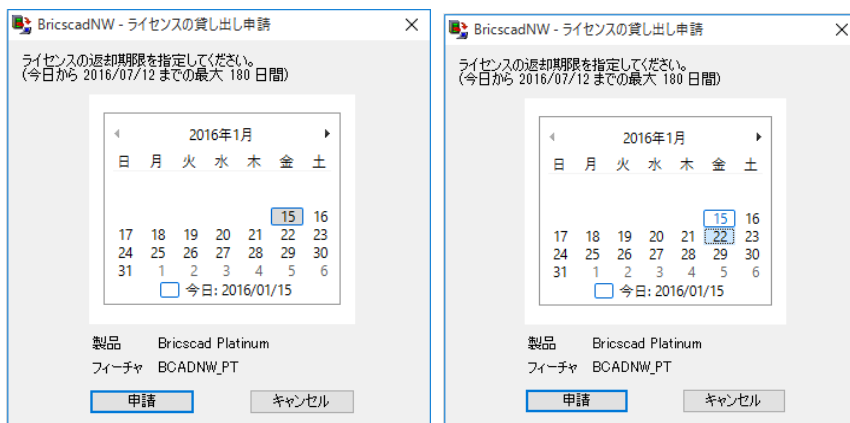 BricscadNW - ライセンスの貸し出し申請
ライセンスの返却期限を指定してください。
(今日から 2016/07/12 までの最大 180 日間)
2016年1月
日 月 火 水 木 金 土
15 16
17 18 19 20 21 22 23
24 25 26 27 28 29 30
31 1 2 3 4 5 6
今日: 2016/01/15
製品 Bricscad Platinum
フィーチャ BCADNW_PT
申請 キャンセル
BricscadNW - ライセンスの貸し出し申請
ライセンスの返却期限を指定してください。
(今日から 2016/07/12 までの最大 180 日間)
2016年1月
日 月 火 水 木 金 土
15 16
17 18 19 20 21 22 23
24 25 26 27 28 29 30
31 1 2 3 4 5 6
今日: 2016/01/15
製品 Bricscad Platinum
フィーチャ BCADNW_PT
申請 キャンセル